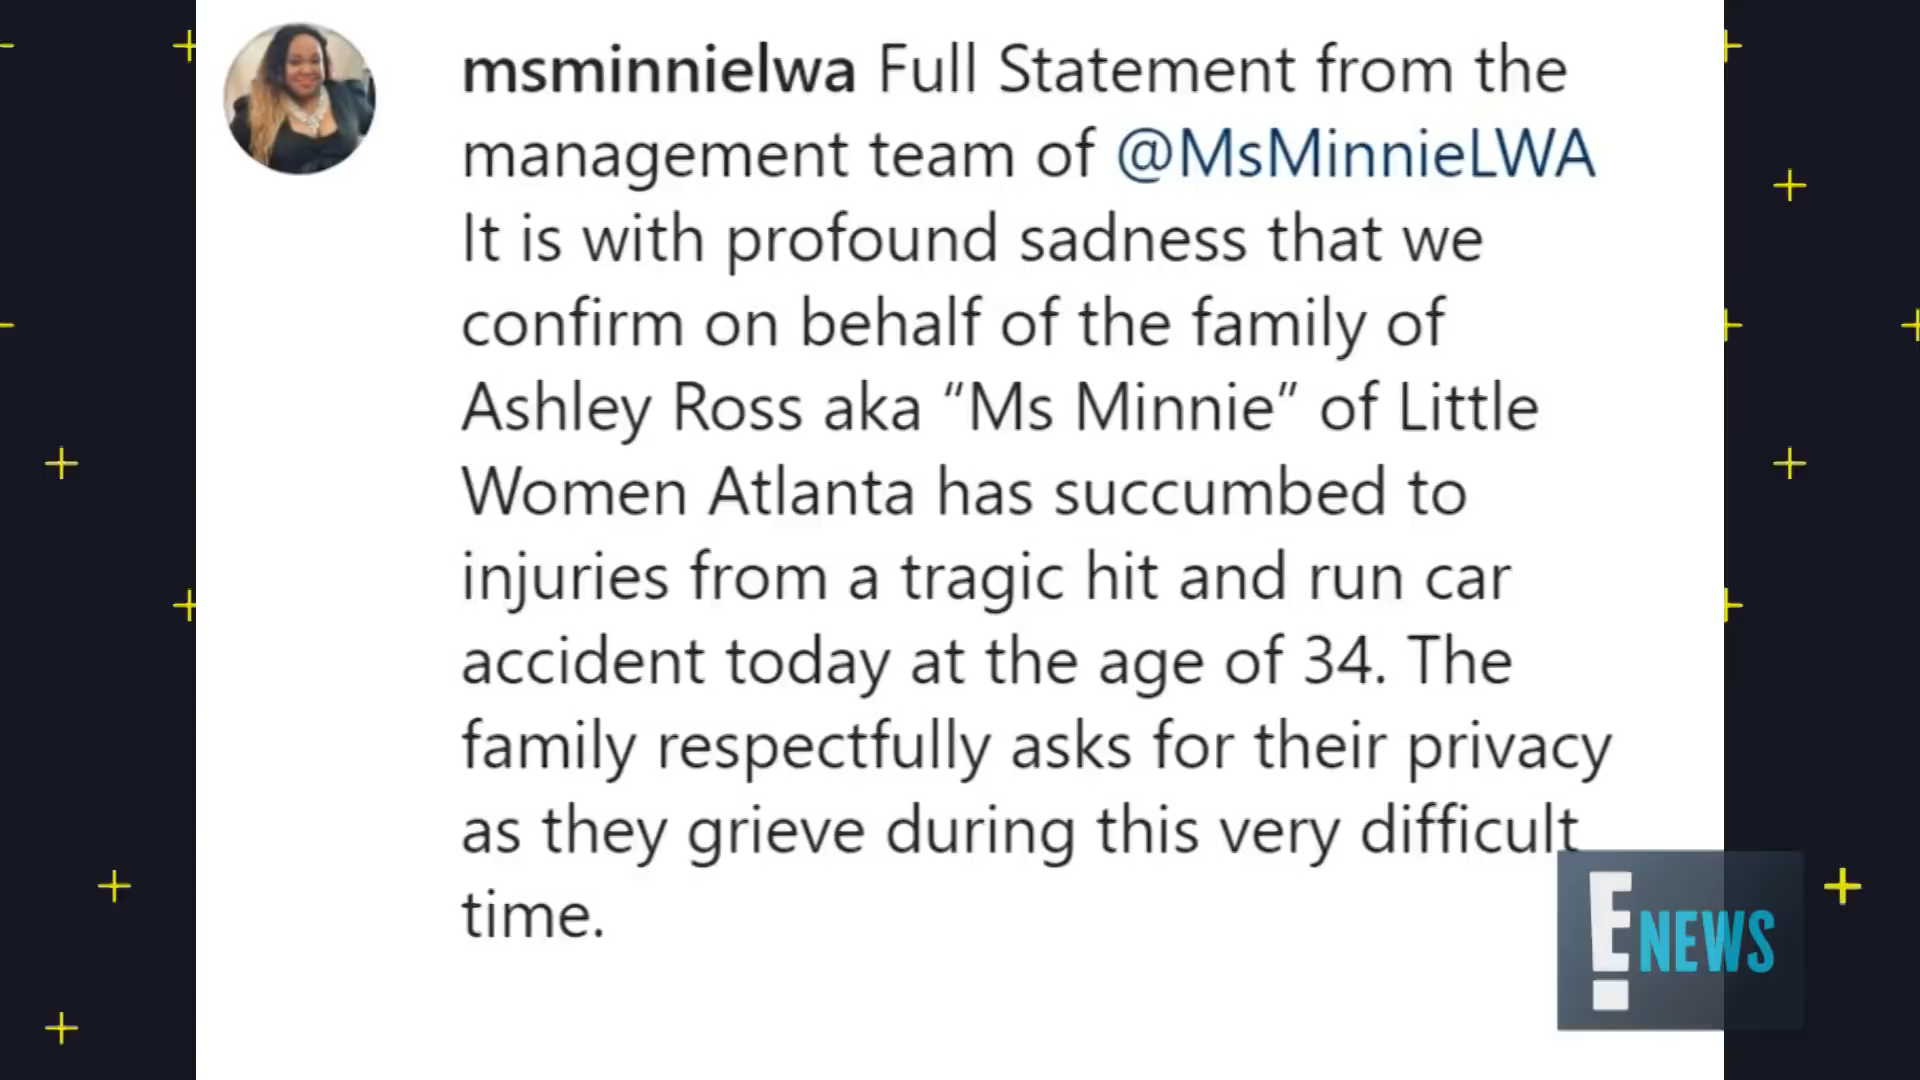 msminnielwa Full Statement from the
management team of @MsMinnieLWA
It is with profound sadness that we
confirm on behalf of the family of
Ashley Ross aka “Ms Minnie” of Little
Women Atlanta has succumbed to
injuries from a tragic hit and run car
accident today at the age of 34. The
family respectfully asks for their privacy
as they grieve during this very difficult
time.
E! NEWS